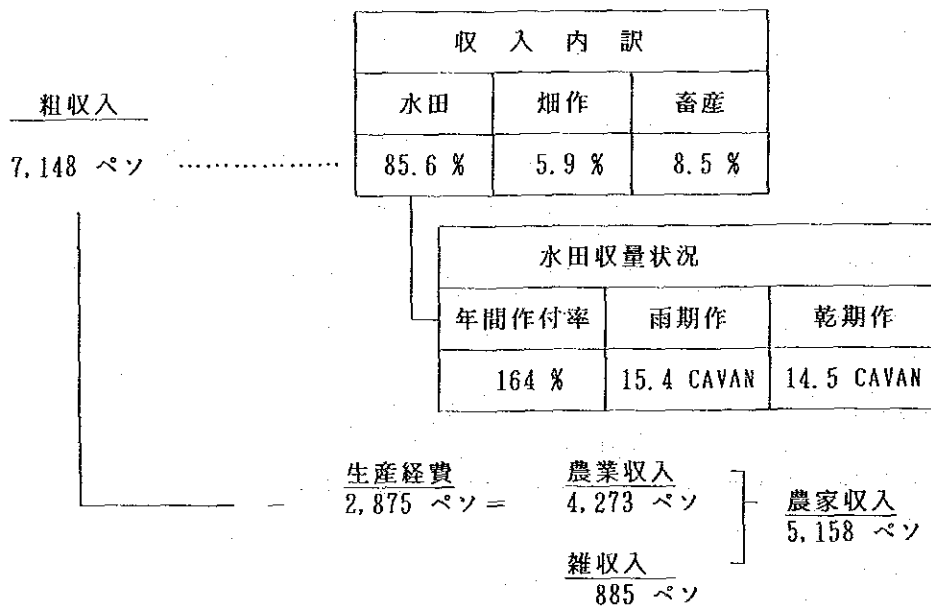 収入内訳
粗収入
水田 畑作 畜産
7,148 ペソ ……………… 85.6 % 5.9 % 8.5 %
水田収量状況
年間作付率 雨期作 乾期作
164 % 15.4 CAVAN 14.5 CAVAN
生産経費 農業収入
2,875 ペソ = 4,273 ペソ
農家収入
5,158 ペソ
雑収入
885 ペソ